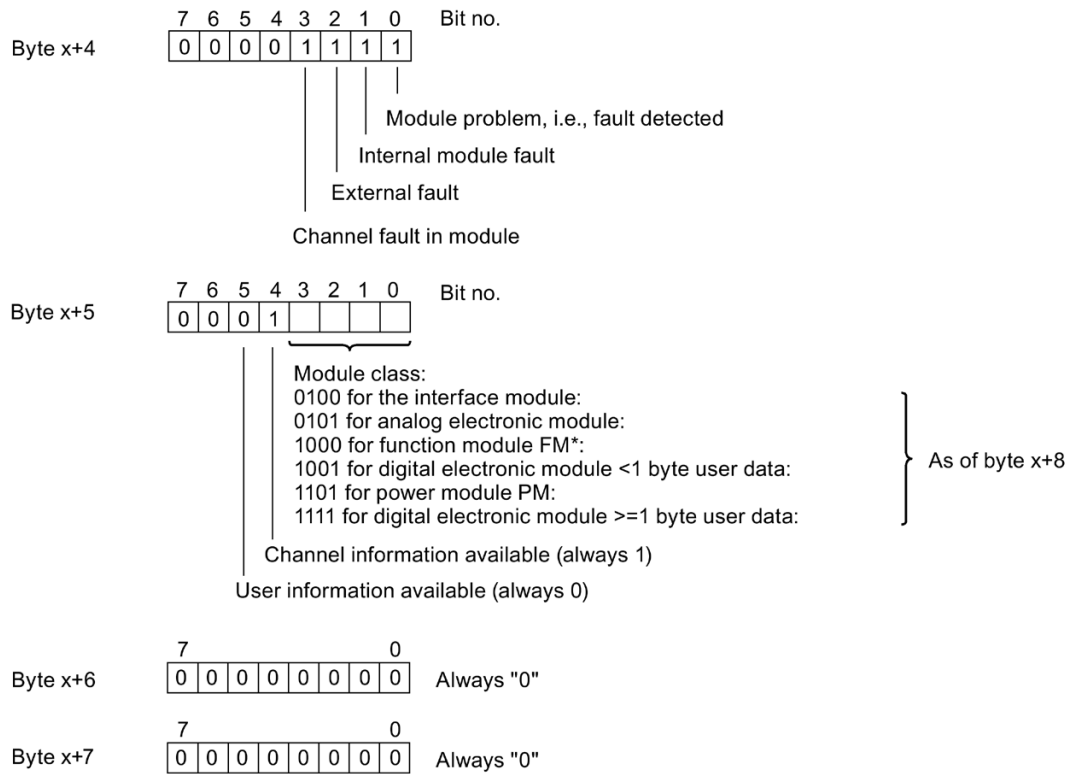 7 6 5 4 3 2 1 0 Bit no.
Byte x+4 0 0 0 0 1 1 1 1
Module problem, i.e., fault detected
Internal module fault
External fault
Channel fault in module
7 6 5 4 3 2 1 0 Bit no.
Byte x+5 0 0 0 1
Module class:
0100 for the interface module:
0101 for analog electronic module:
1000 for function module FM*:
1001 for digital electronic module <1 byte user data:
1101 for power module PM:
1111 for digital electronic module >=1 byte user data:
As of byte x+8
Channel information available (always 1)
User information available (always 0)
7 0
Byte x+6 0 0 0 0 0 0 0 0 Always "0"
7 0
Byte x+7 0 0 0 0 0 0 0 0 Always "0"